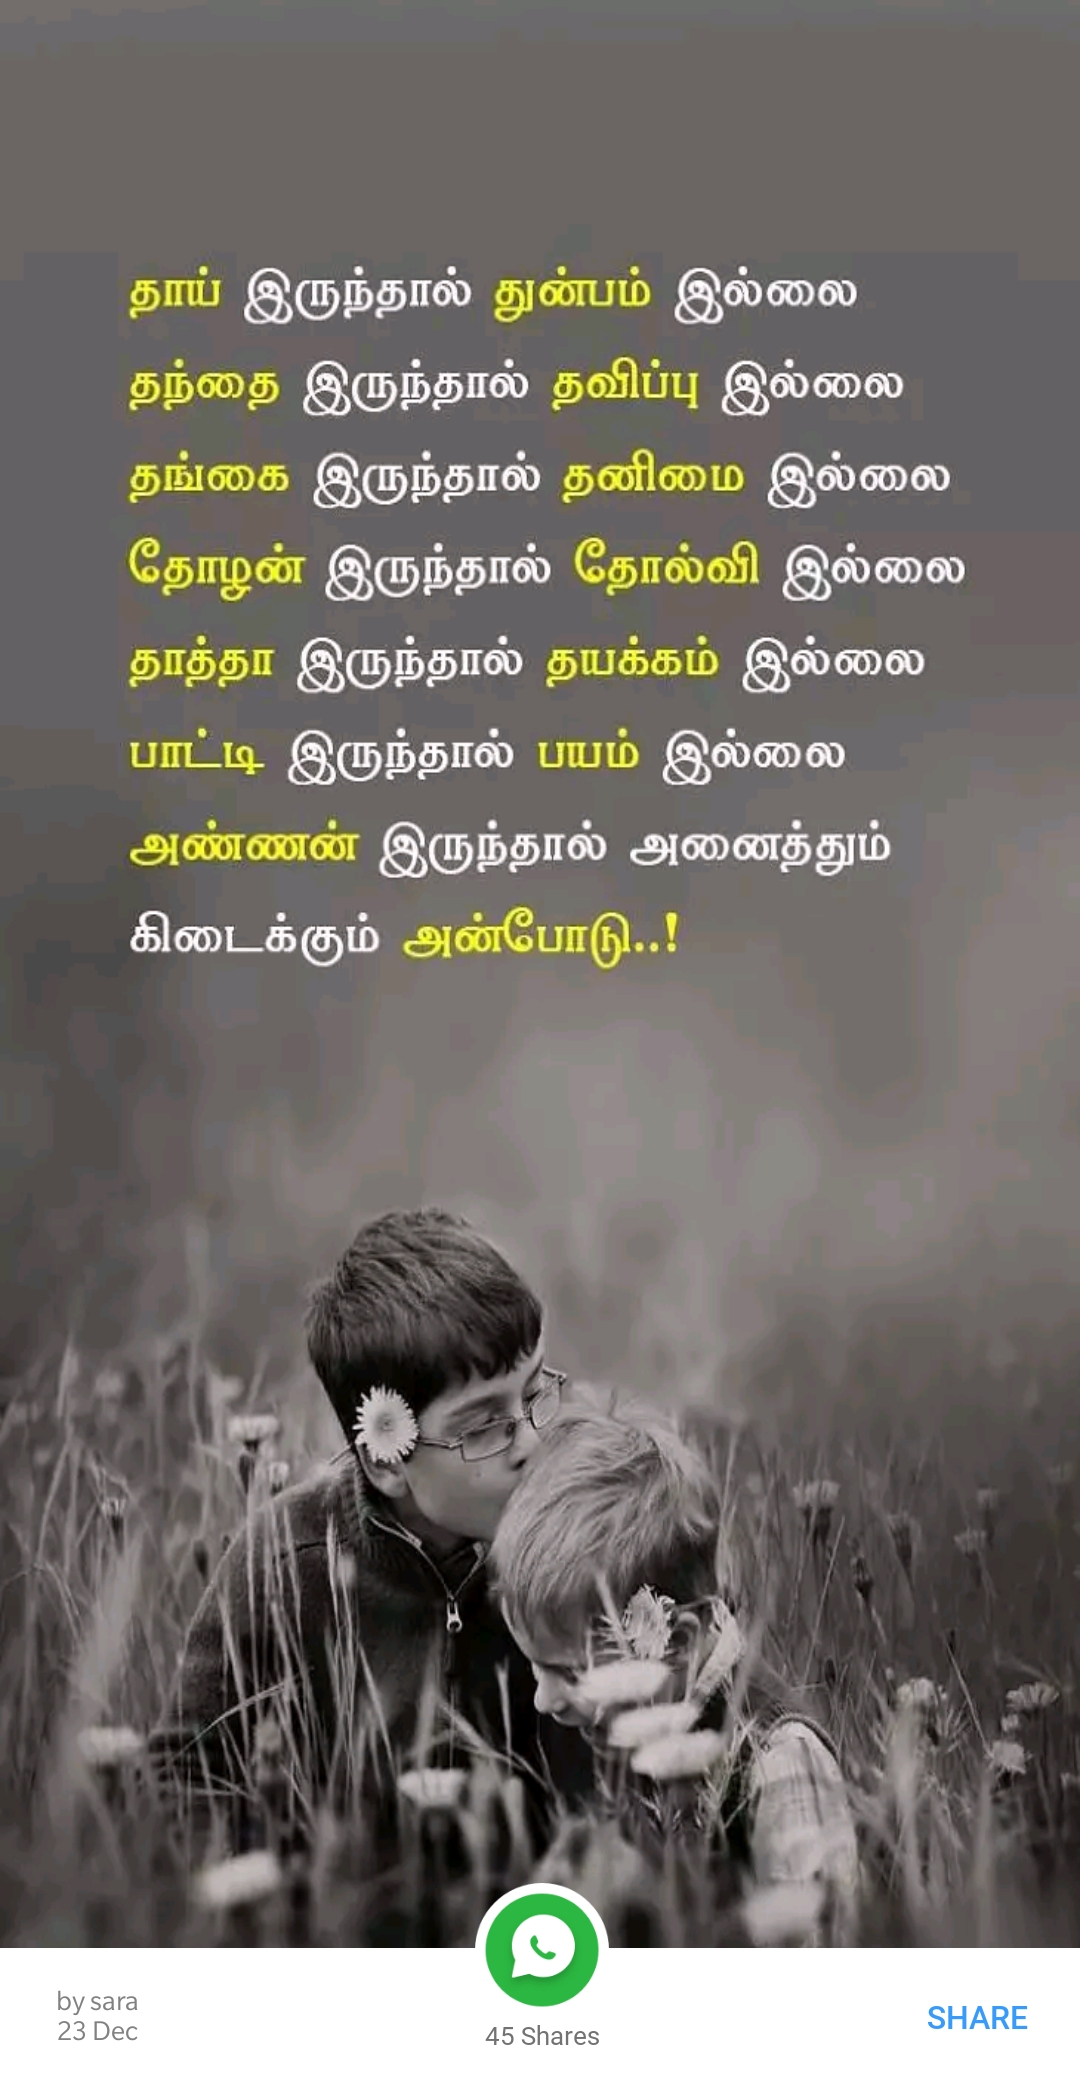 தாய் இருந்தால் துன்பம் இல்லை
தந்தை இருந்தால் தவிப்பு இல்லை
தங்கை இருந்தால் தனிமை இல்லை
தோழன் இருந்தால் தோல்வி இல்லை
தாத்தா இருந்தால் தயக்கம் இல்லை
பாட்டி இருந்தால் பயம் இல்லை
அண்ணன் இருந்தால் அனைத்தும்
கிடைக்கும் அன்போடு..!
by sara
23 Dec
45 Shares
SHARE